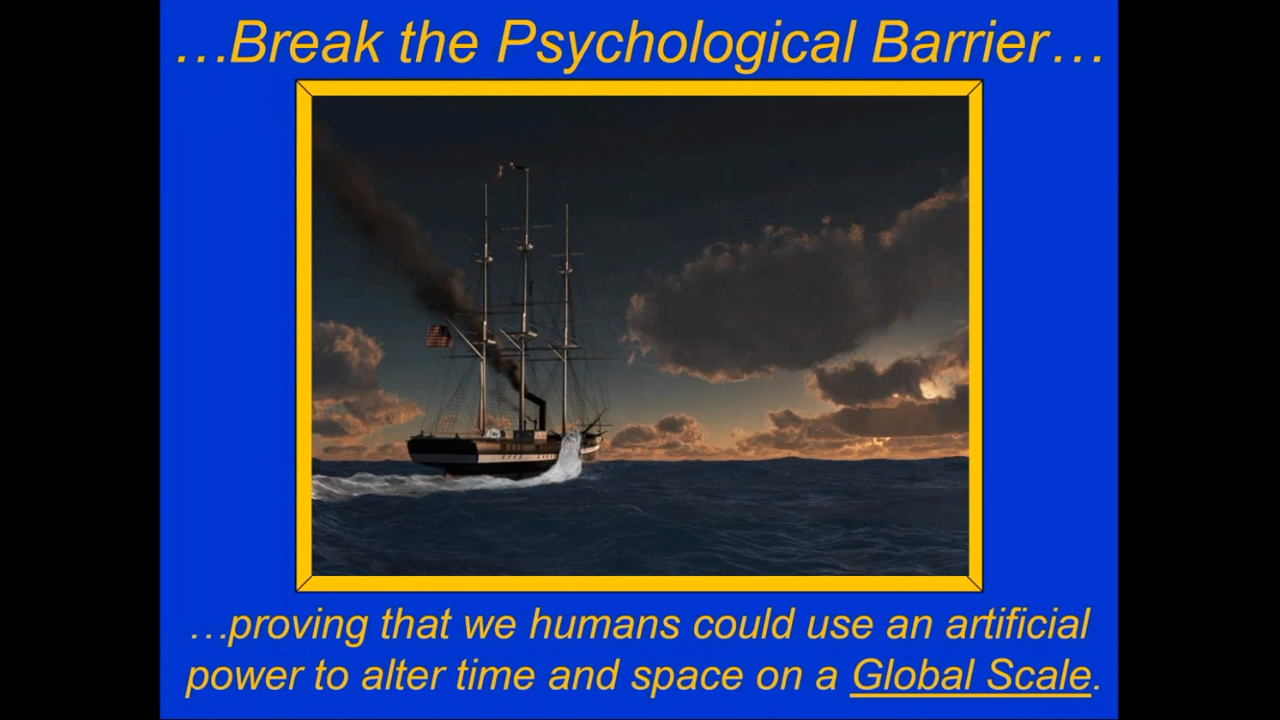 …Break the Psychological Barrier…
…proving that we humans could use an artificial
power to alter time and space on a Global Scale.